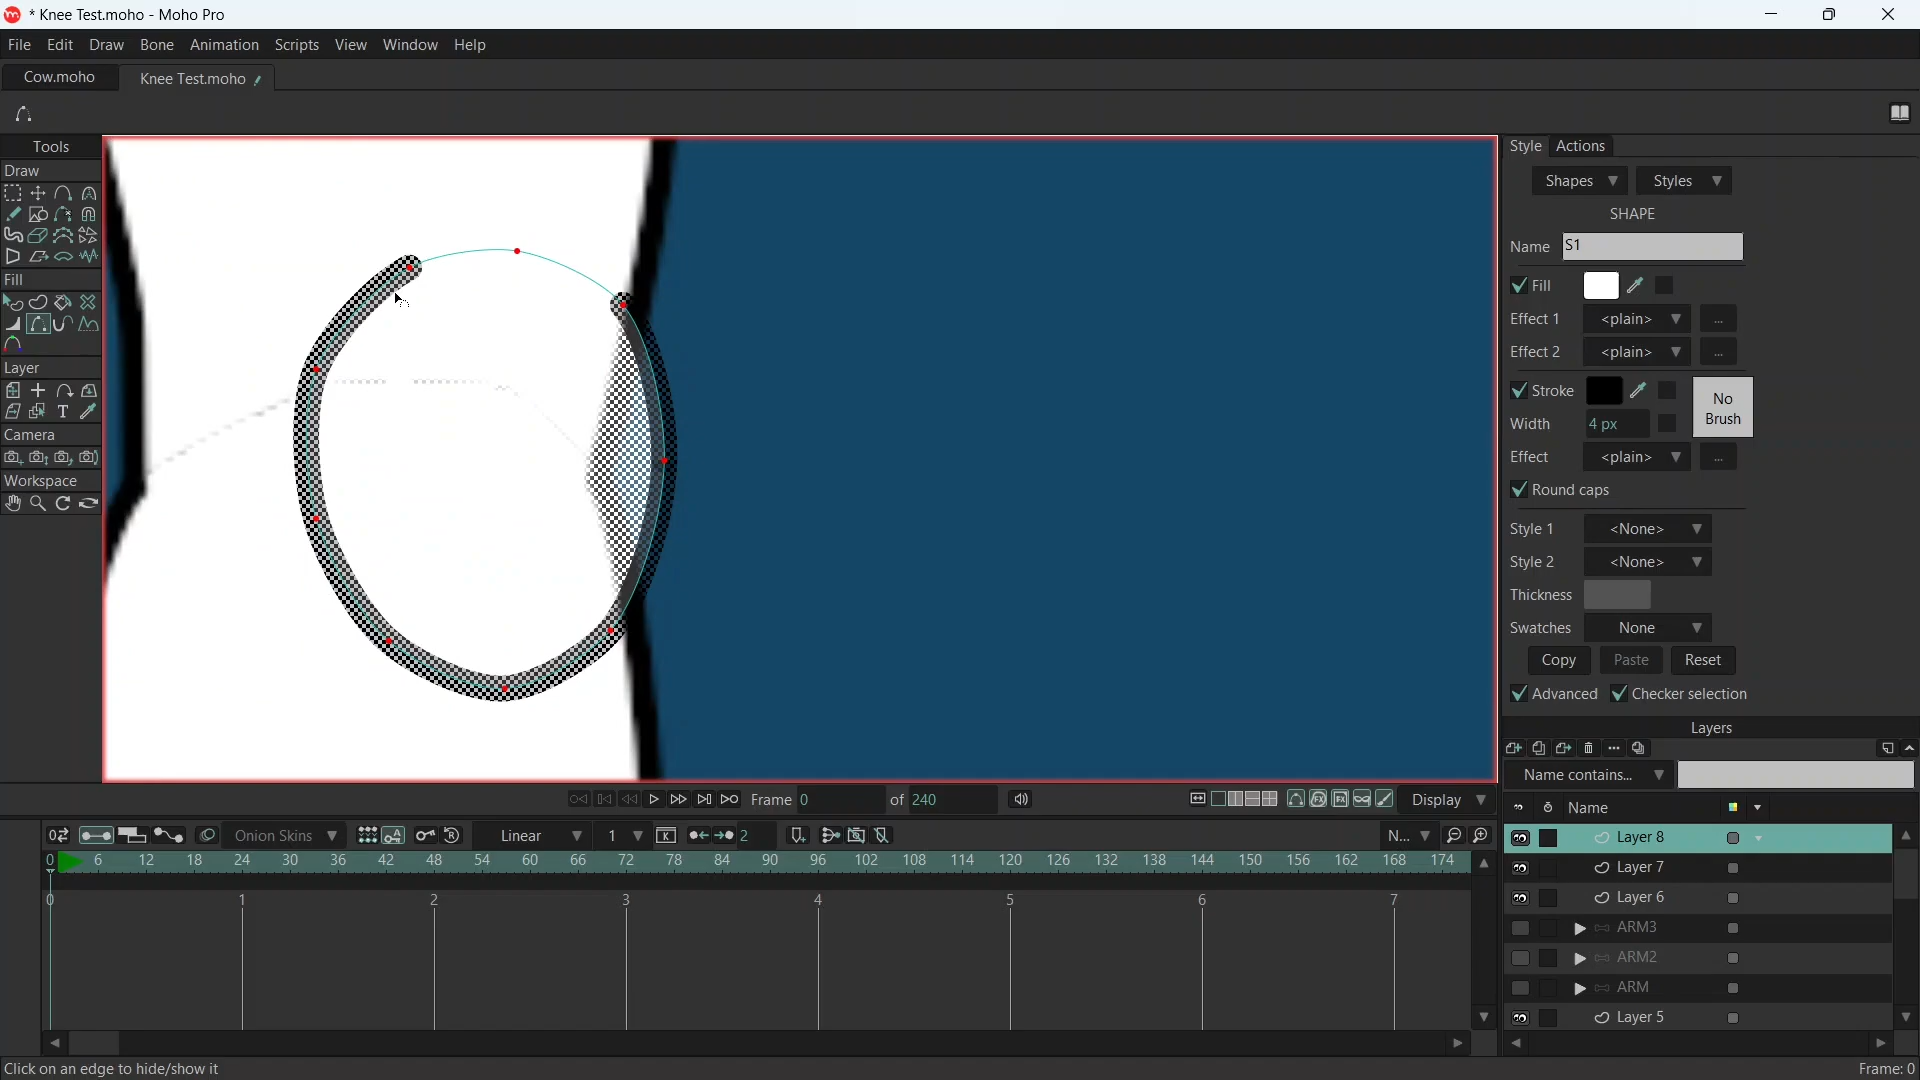 * Knee Test.moho - Moho Pro
File Edit Draw Bone Animation Scripts View Window Help
Cow.moho Knee Test.moho
Tools
Draw
Fill
Layer
T
Camera
Workspace
Style Actions
Shapes Styles
SHAPE
Name S1
Fill
Effect 1 <plain> ...
Effect 2 <plain> ...
Stroke No Brush
Width 4 px
Effect <plain> ...
Round caps
Style 1 <None>
Style 2 <None>
Thickness
Swatches None
Copy Paste Reset
Advanced Checker selection
Layers
Name contains...
Name
Layer 8
Layer 7
Layer 6
ARM3
ARM2
ARM
Layer 5
Frame 0 of 240 Display
Onion Skins Linear 1 2 N...
0 6 12 18 24 30 36 42 48 54 60 66 72 78 84 90 96 102 108 114 120 126 132 138 144 150 156 162 168 174
0 1 2 3 4 5 6 7
Click on an edge to hide/show it Frame: 0